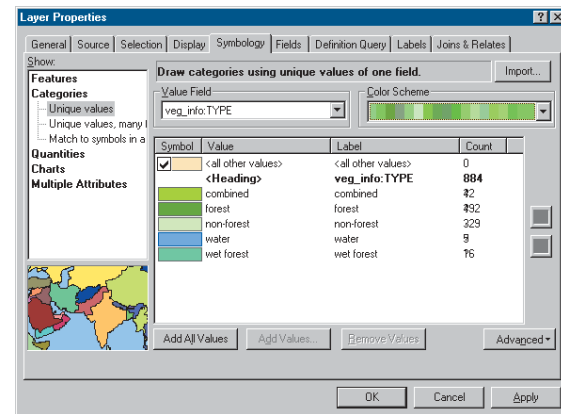 Layer Properties
General Source Selection Display Symbology Fields Definition Query Labels Joins & Relates
Show:
Features
Categories
Unique values
Unique values, many
Match to symbols in a
Quantities
Charts
Multiple Attributes
Draw categories using unique values of one field.
Import...
Value Field
veg_info:TYPE
Color Scheme
Symbol Value Label Count
<all other values> <all other values> 0
<Heading> veg_info:TYPE 884
combined combined
forest forest
non-forest non-forest 329
water water
wet forest wet forest
Add All Values Add Values... Remove Values Advanced
OK Cancel Apply